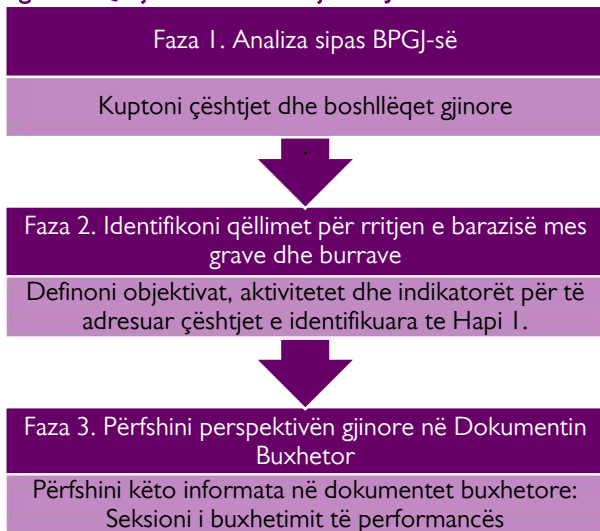 Faza 1. Analiza sipas BPGJ-së
Kuptoni çështjet dhe boshllëqet gjinore
Faza 2. Identifikoni qëllimet për rritjen e barazisë mes
grave dhe burrave
Definoni objektivat, aktivitetet dhe indikatorët për të
adresuar çështjet e identifikuara te Hapi 1.
Faza 3. Përfshini perspektivën gjinore në Dokumentin
Buxhetor
Përfshini këto informata në dokumentet buxhetore:
Seksioni i buxhetimit të performancës